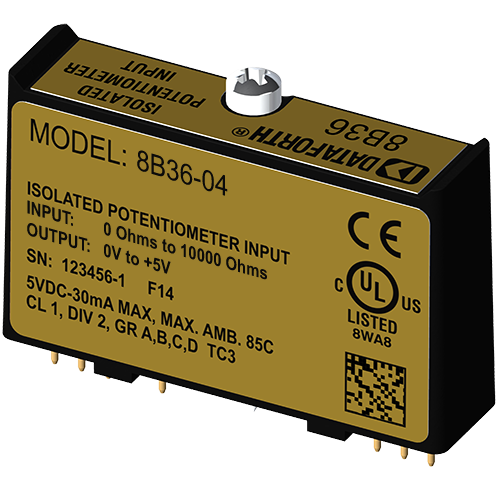 ISOLATED
POTENTIOMETER
INPUT
DATAFORTH®
8B36
MODEL: 8B36-04
ISOLATED POTENTIOMETER INPUT
INPUT: 0 Ohms to 10000 Ohms
OUTPUT: 0V to +5V
SN: 123456-1 F14
5VDC-30mA MAX, MAX. AMB. 85C
CL 1, DIV 2, GR A,B,C,D TC3
CE
C UL US
LISTED
8WA8